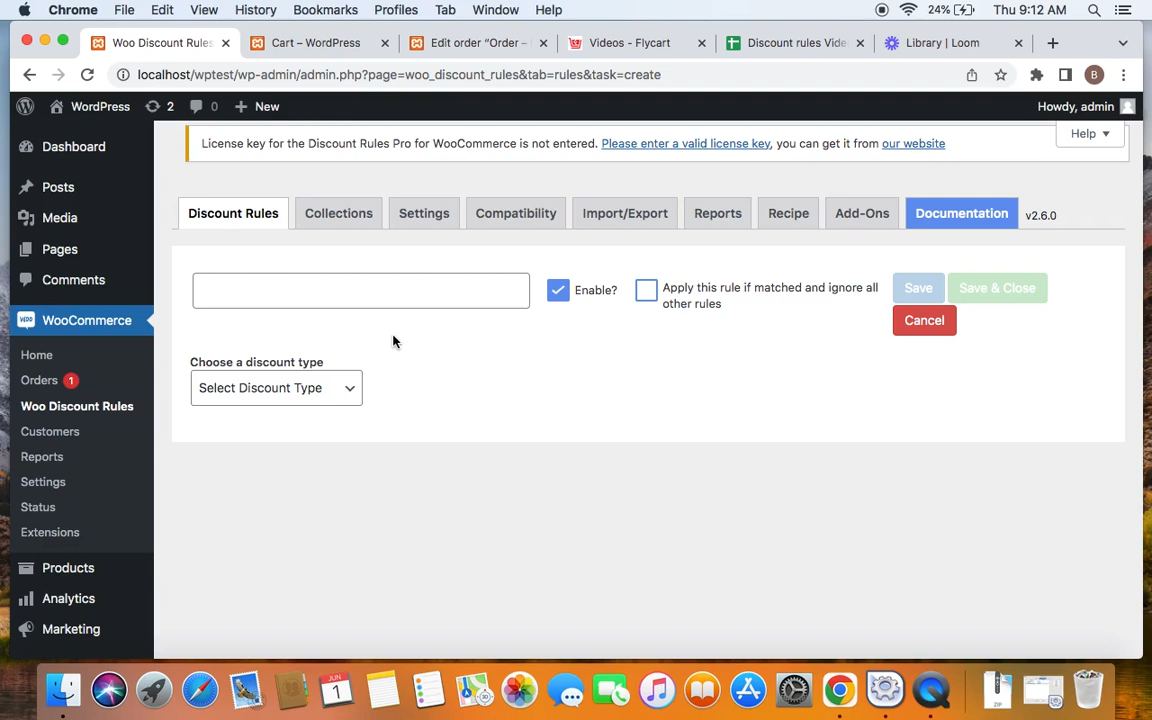 Chrome File Edit View History Bookmarks Profiles Tab Window Help 24% Thu 9:12 AM
Woo Discount Rules Cart – WordPress Edit order “Order – Videos - Flycart Discount rules Vide Library | Loom
localhost/wptest/wp-admin/admin.php?page=woo_discount_rules&tab=rules&task=create B
WordPress 2 0 New Howdy, admin
Help
License key for the Discount Rules Pro for WooCommerce is not entered. Please enter a valid license key, you can get it from our website
Dashboard
Posts
Media
Pages
Comments
WooCommerce
Home
Orders 1
Woo Discount Rules
Customers
Reports
Settings
Status
Extensions
Products
Analytics
Marketing
Discount Rules Collections Settings Compatibility Import/Export Reports Recipe Add-Ons Documentation v2.6.0
Enable? Apply this rule if matched and ignore all
other rules
Save Save & Close
Cancel
Choose a discount type
Select Discount Type
JUN
1
ZIP